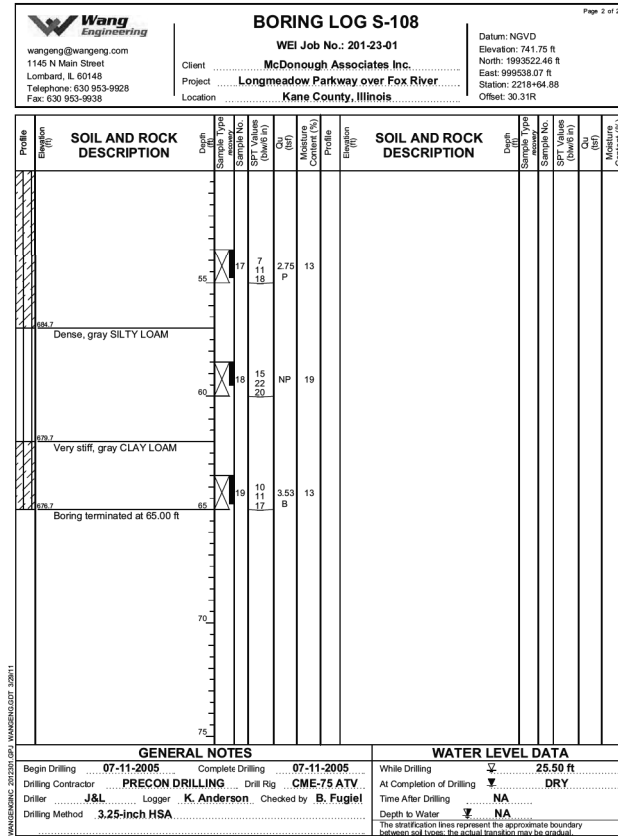 Page 2 of 2
Wang
Engineering
wangeng@wangeng.com
1145 N Main Street
Lombard, IL 60148
Telephone: 630 953-9928
Fax: 630 953-9938
BORING LOG S-108
WEI Job No.: 201-23-01
Client McDonough Associates Inc.
Project Longmeadow Parkway over Fox River
Location Kane County, Illinois
Datum: NGVD
Elevation: 741.75 ft
North: 1993522.46 ft
East: 999538.07 ft
Station: 2218+64.88
Offset: 30.31R
Profile
Elevation (ft)
SOIL AND ROCK
DESCRIPTION
Depth (ft)
Sample Type
recovery
Sample No.
SPT Values (blw/6 in)
Qu (tsf)
Moisture Content (%)
Profile
Elevation (ft)
SOIL AND ROCK
DESCRIPTION
Depth (ft)
Sample Type
recovery
Sample No.
SPT Values (blw/6 in)
Qu (tsf)
Moisture
55 17 7 11 18 2.75 P 13
684.7
Dense, gray SILTY LOAM
60 18 15 22 20 NP 19
679.7
Very stiff, gray CLAY LOAM
65 19 10 11 17 3.53 B 13
676.7
Boring terminated at 65.00 ft
70
75
GENERAL NOTES
Begin Drilling 07-11-2005 Complete Drilling 07-11-2005
Drilling Contractor PRECON DRILLING Drill Rig CME-75 ATV
Driller J&L Logger K. Anderson Checked by B. Fugiel
Drilling Method 3.25-inch HSA
WATER LEVEL DATA
While Drilling 25.50 ft
At Completion of Drilling DRY
Time After Drilling NA
Depth to Water NA
The stratification lines represent the approximate boundary
between soil types; the actual transition may be gradual.
WANGENGINC 2012301.GPJ WANGENG.GDT 3/29/11